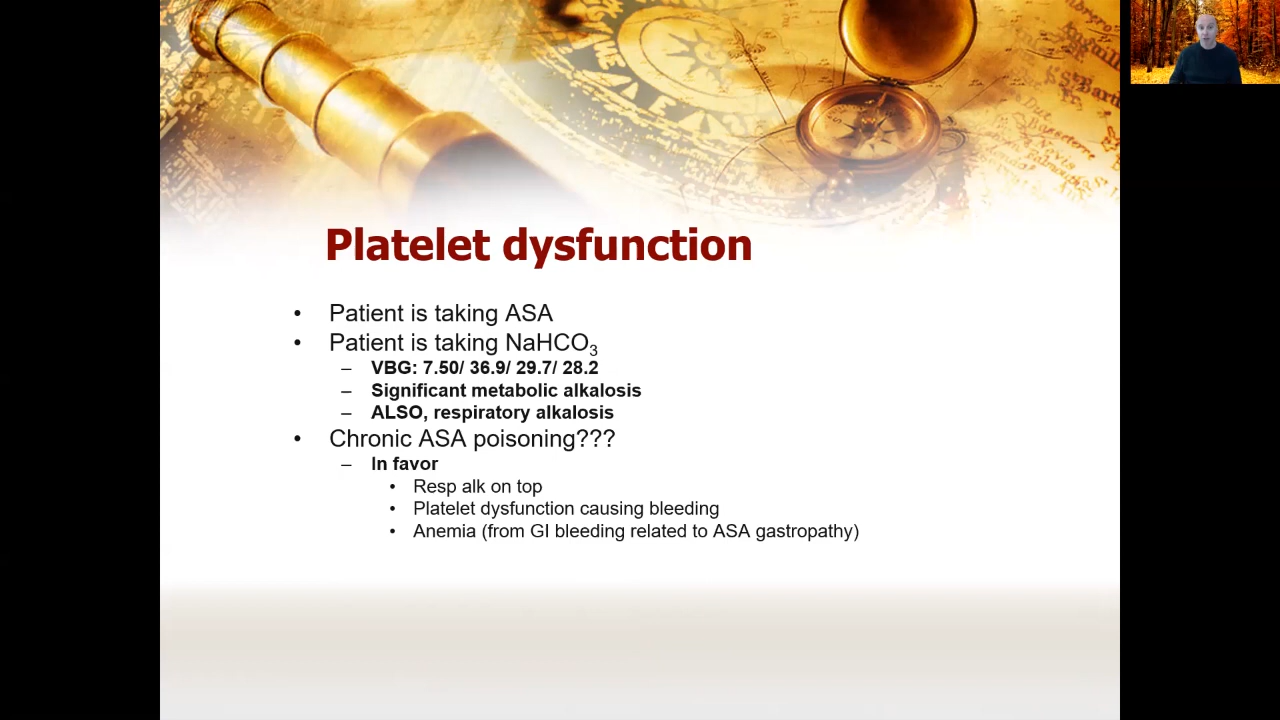 Platelet dysfunction
• Patient is taking ASA
• Patient is taking NaHCO₃
– VBG: 7.50/ 36.9/ 29.7/ 28.2
– Significant metabolic alkalosis
– ALSO, respiratory alkalosis
• Chronic ASA poisoning???
– In favor
• Resp alk on top
• Platelet dysfunction causing bleeding
• Anemia (from GI bleeding related to ASA gastropathy)